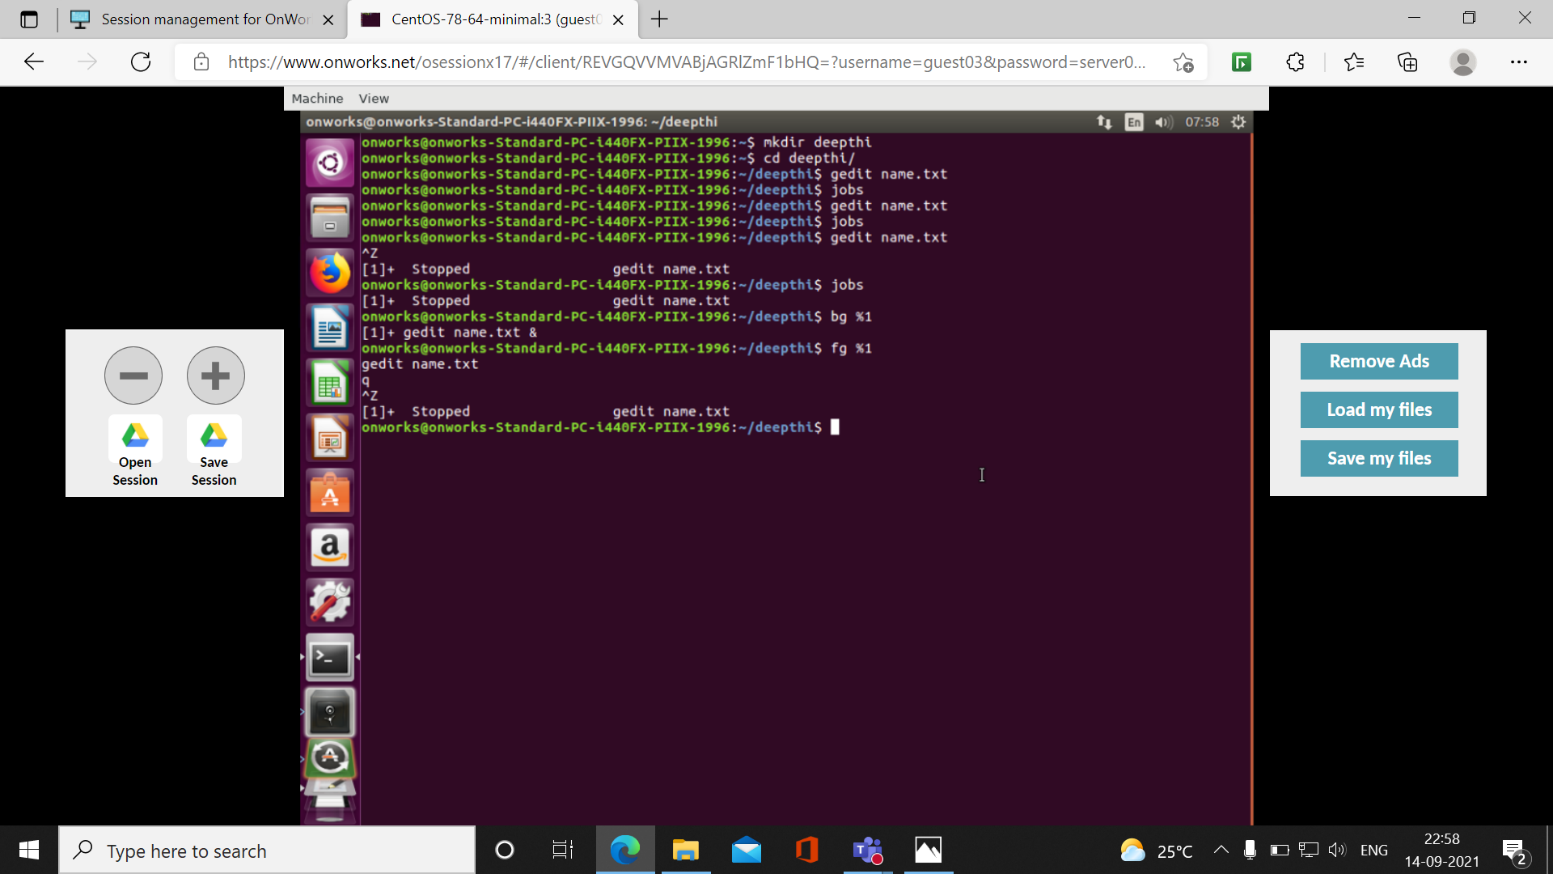 Session management for OnWor
CentOS-78-64-minimal:3 (guest0
https://www.onworks.net/osessionx17/#/client/REVGQVVMVABjAGRlZmF1bHQ=?username=guest03&password=server0...
Machine View
onworks@onworks-Standard-PC-i440FX-PIIX-1996: ~/deepthi
En 07:58
onworks@onworks-Standard-PC-i440FX-PIIX-1996:~$ mkdir deepthi
onworks@onworks-Standard-PC-i440FX-PIIX-1996:~$ cd deepthi/
onworks@onworks-Standard-PC-i440FX-PIIX-1996:~/deepthi$ gedit name.txt
onworks@onworks-Standard-PC-i440FX-PIIX-1996:~/deepthi$ jobs
onworks@onworks-Standard-PC-i440FX-PIIX-1996:~/deepthi$ gedit name.txt
onworks@onworks-Standard-PC-i440FX-PIIX-1996:~/deepthi$ jobs
onworks@onworks-Standard-PC-i440FX-PIIX-1996:~/deepthi$ gedit name.txt
^Z
[1]+  Stopped                 gedit name.txt
onworks@onworks-Standard-PC-i440FX-PIIX-1996:~/deepthi$ jobs
[1]+  Stopped                 gedit name.txt
onworks@onworks-Standard-PC-i440FX-PIIX-1996:~/deepthi$ bg %1
[1]+ gedit name.txt &
onworks@onworks-Standard-PC-i440FX-PIIX-1996:~/deepthi$ fg %1
gedit name.txt
q
^Z
[1]+  Stopped                 gedit name.txt
onworks@onworks-Standard-PC-i440FX-PIIX-1996:~/deepthi$
Open
Session
Save
Session
Remove Ads
Load my files
Save my files
Type here to search
25°C
ENG
22:58
14-09-2021
2